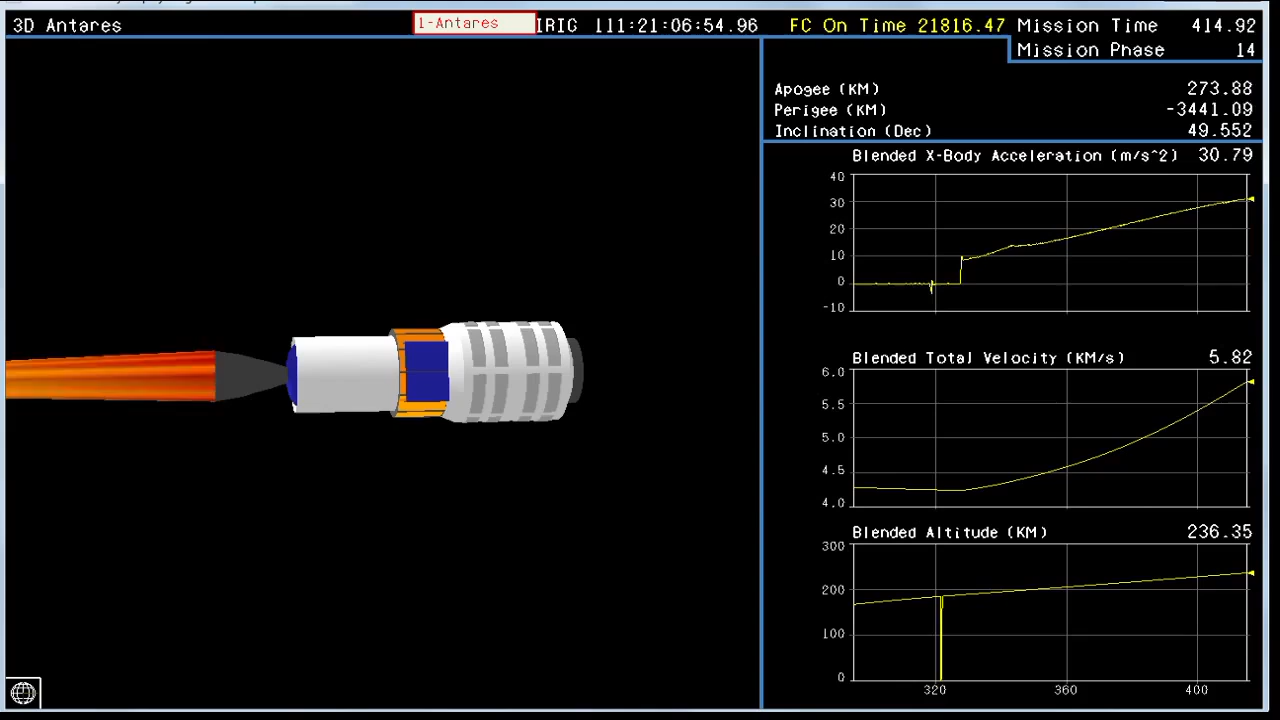 3D Antares
1-Antares
IRIG 111:21:06:54.96
FC On Time 21816.47
Mission Time 414.92
Mission Phase 14
Apogee (KM) 273.88
Perigee (KM) -3441.09
Inclination (Dec) 49.552
Blended X-Body Acceleration (m/s^2) 30.79
40
30
20
10
0
-10
Blended Total Velocity (KM/s) 5.82
6.0
5.5
5.0
4.5
4.0
Blended Altitude (KM) 236.35
300
200
100
0
320 360 400